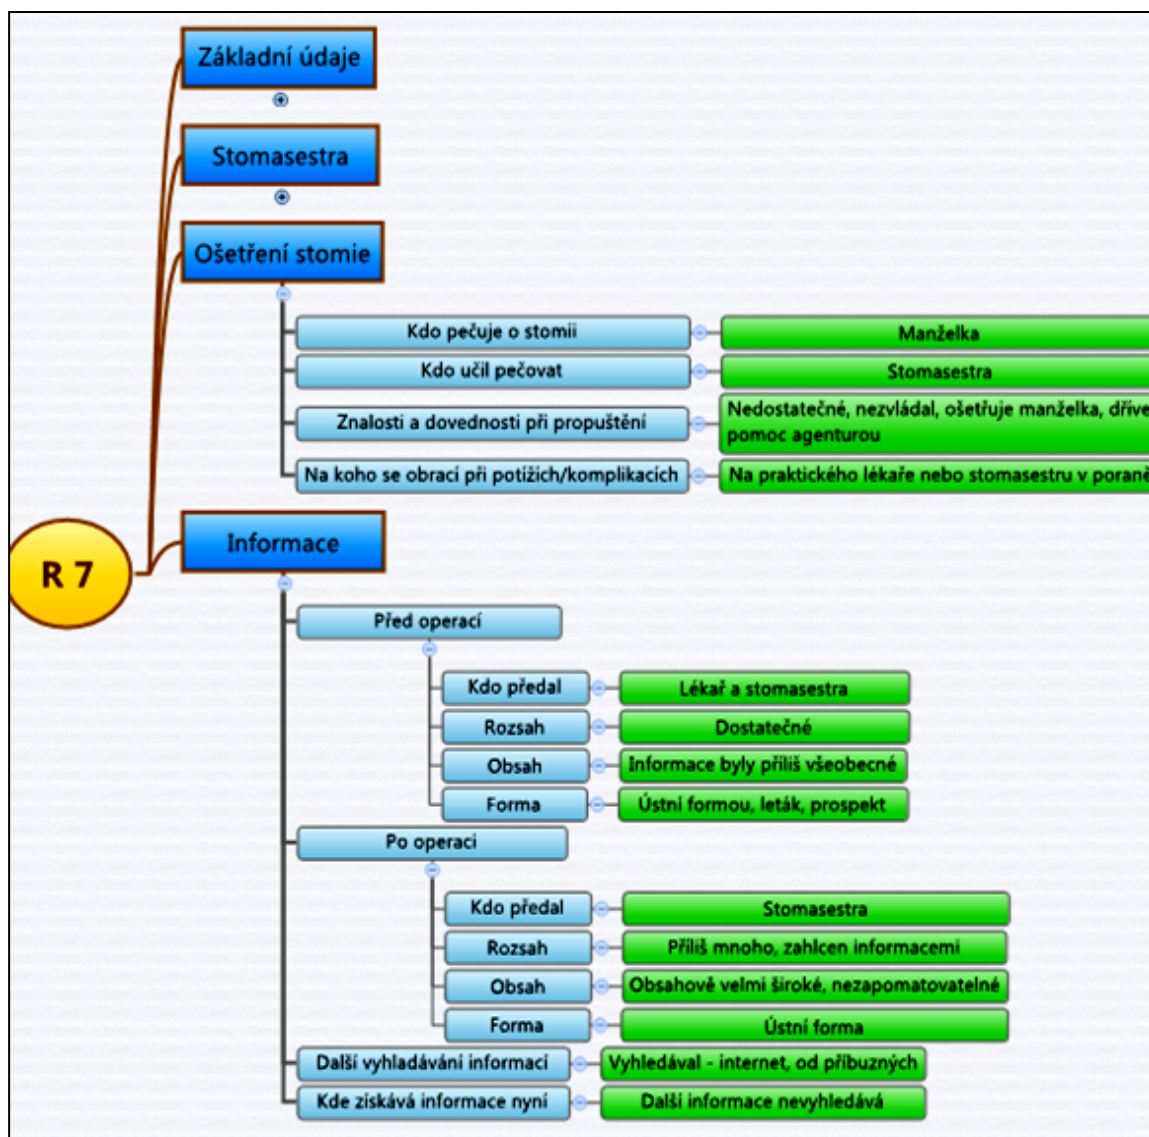 Základní údaje
Stomasestra
Ošetření stomie
Kdo pečuje o stomii
Manželka
Kdo učil pečovat
Stomasestra
Znalosti a dovednosti při propuštění
Nedostatečné, nezvládal, ošetřuje manželka, dříve
pomoc agenturou
Na koho se obrací při potížích/komplikacích
Na praktického lékaře nebo stomasestru v poraně
R 7
Informace
Před operací
Kdo předal
Lékař a stomasestra
Rozsah
Dostatečné
Obsah
Informace byly příliš všeobecné
Forma
Ústní formou, leták, prospekt
Po operaci
Kdo předal
Stomasestra
Rozsah
Příliš mnoho, zahlcen informacemi
Obsah
Obsahově velmi široké, nezapomatovatelné
Forma
Ústní forma
Další vyhladávání informací
Vyhledával - internet, od příbuzných
Kde získává informace nyní
Další informace nevyhledává